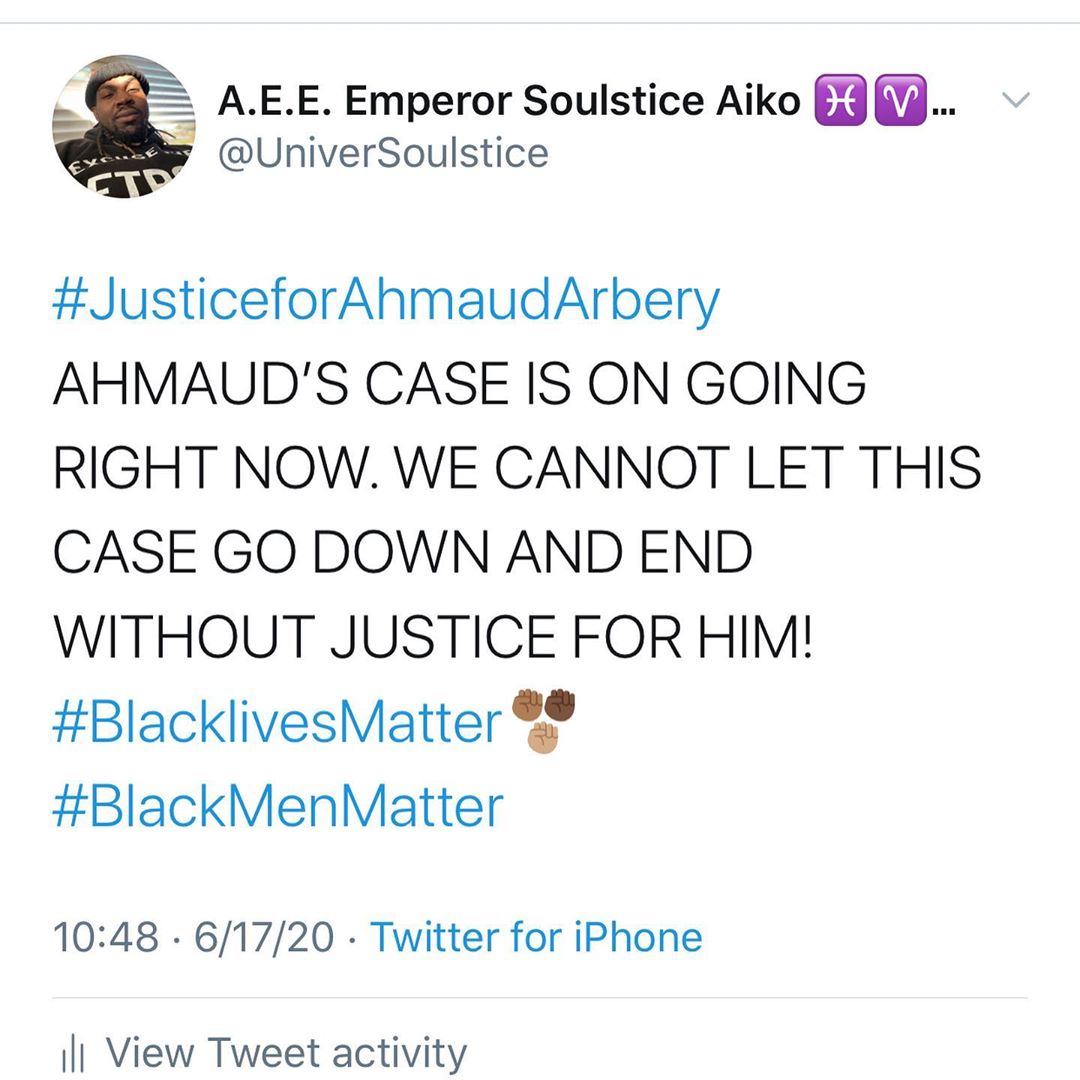 A.E.E. Emperor Soulstice Aiko ♓♈...
@UniverSoulstice
#JusticeforAhmaudArbery
AHMAUD’S CASE IS ON GOING
RIGHT NOW. WE CANNOT LET THIS
CASE GO DOWN AND END
WITHOUT JUSTICE FOR HIM!
#BlacklivesMatter✊🏾✊🏿✊🏼
#BlackMenMatter
10:48 · 6/17/20 · Twitter for iPhone
View Tweet activity